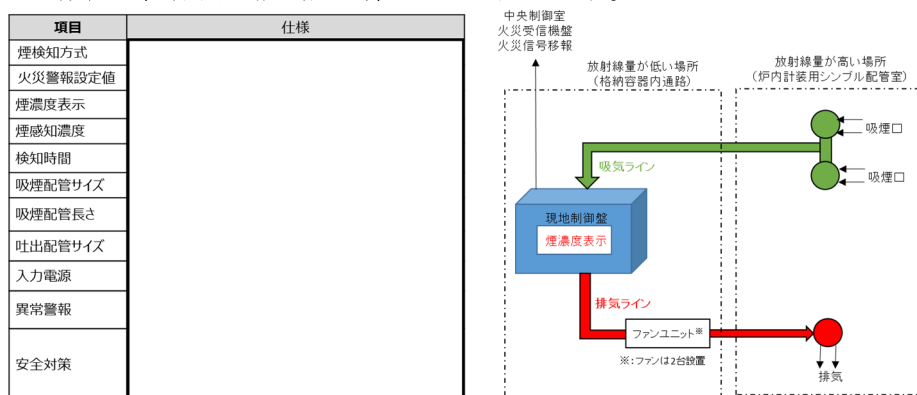 項目
仕様
煙検知方式
火災警報設定値
煙濃度表示
煙感知濃度
検知時間
吸煙配管サイズ
吸煙配管長さ
吐出配管サイズ
入力電源
異常警報
安全対策
中央制御室
火災受信機盤
火災信号移報
放射線量が低い場所
(格納容器内通路)
放射線量が高い場所
(炉内計装用シンブル配管室)
吸煙口
吸煙口
吸気ライン
現地制御盤
煙濃度表示
排気ライン
ファンユニット※
※:ファンは2台設置
排気